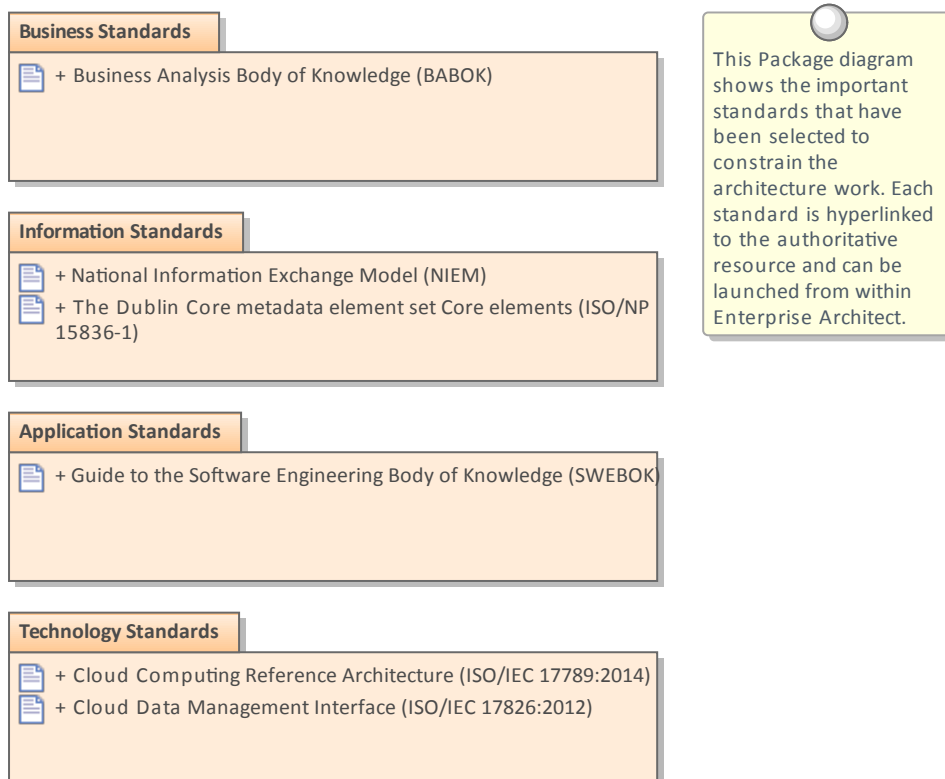 Business Standards
+ Business Analysis Body of Knowledge (BABOK)
Information Standards
+ National Information Exchange Model (NIEM)
+ The Dublin Core metadata element set Core elements (ISO/NP
15836-1)
Application Standards
+ Guide to the Software Engineering Body of Knowledge (SWEBOK)
Technology Standards
+ Cloud Computing Reference Architecture (ISO/IEC 17789:2014)
+ Cloud Data Management Interface (ISO/IEC 17826:2012)
This Package diagram
shows the important
standards that have
been selected to
constrain the
architecture work. Each
standard is hyperlinked
to the authoritative
resource and can be
launched from within
Enterprise Architect.